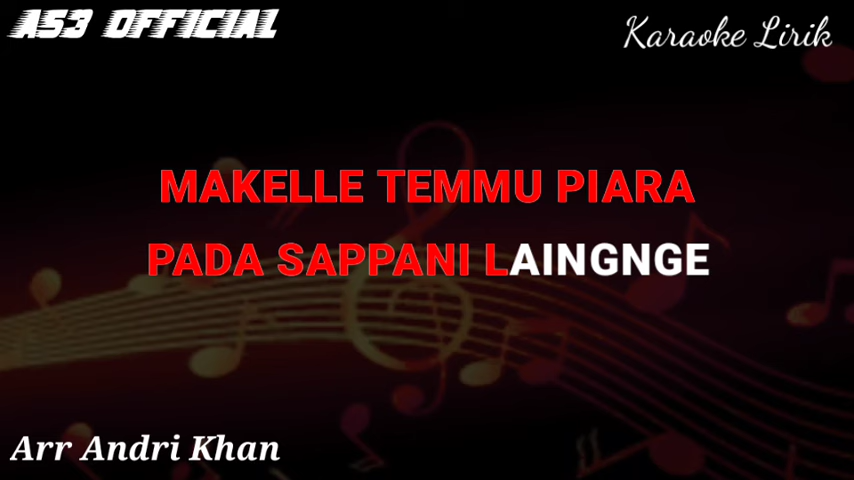 AS3 OFFICIAL
Karaoke Lirik
MAKELLE TEMMU PIARA
PADA SAPPANI LAINGNGE
Arr Andri Khan